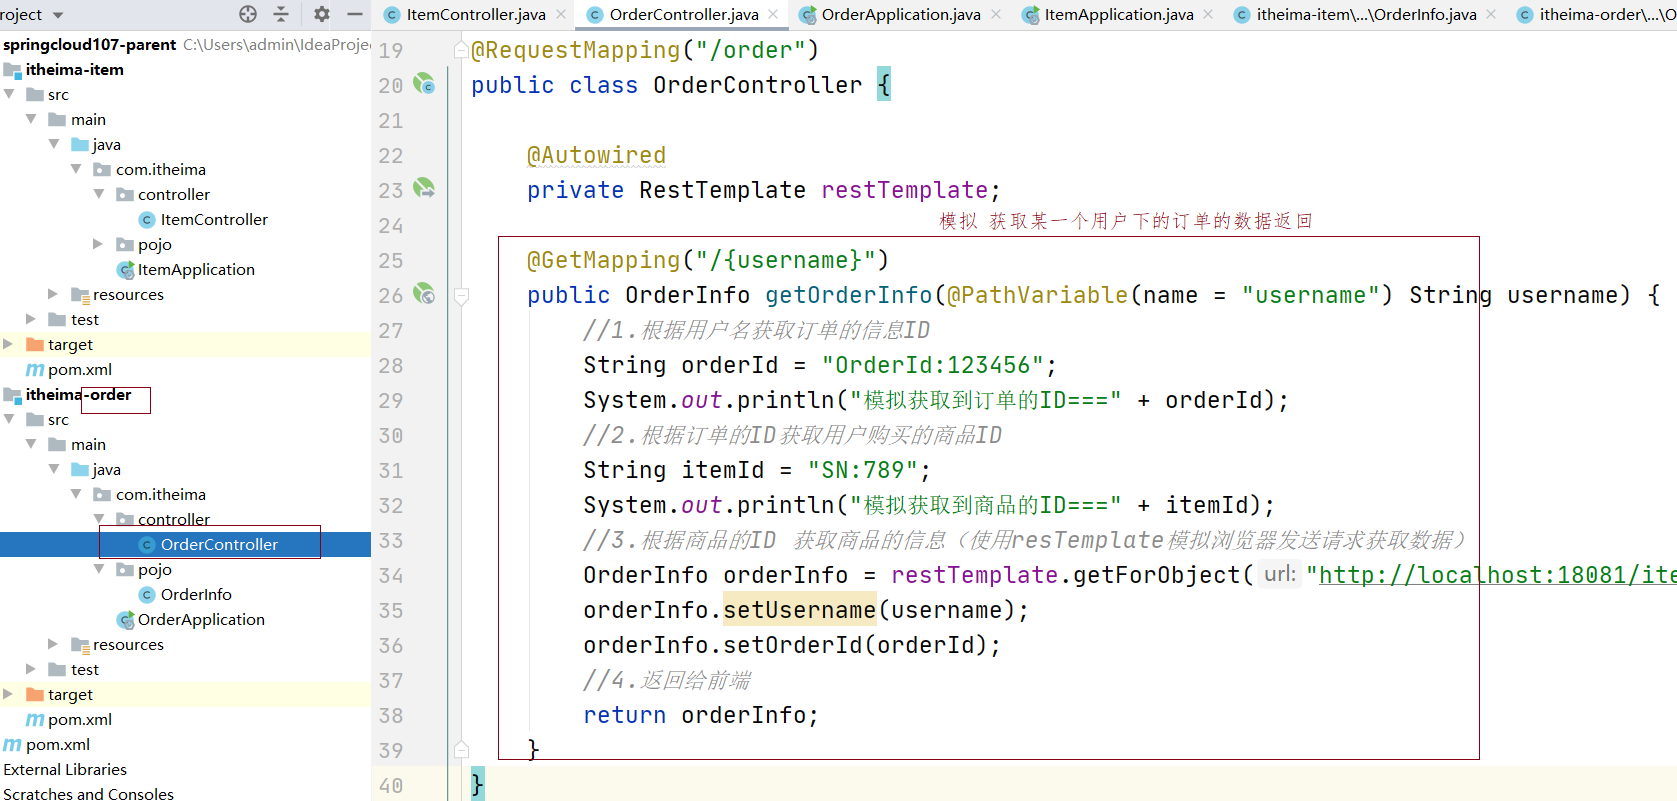 roject
springcloud107-parent C:\Users\admin\IdeaProje
itheima-item
src
main
java
com.itheima
controller
ItemController
pojo
ItemApplication
resources
test
target
pom.xml
itheima-order
src
main
java
com.itheima
controller
OrderController
pojo
OrderInfo
OrderApplication
resources
test
target
pom.xml
pom.xml
External Libraries
Scratches and Consoles
ItemController.java OrderController.java OrderApplication.java ItemApplication.java itheima-item\...\OrderInfo.java itheima-order\...\O
19 @RequestMapping("/order")
20 public class OrderController {
21
22 @Autowired
23 private RestTemplate restTemplate;
24 模拟 获取某一个用户下的订单的数据返回
25 @GetMapping("/{username}")
26 public OrderInfo getOrderInfo(@PathVariable(name = "username") String username) {
27 //1.根据用户名获取订单的信息ID
28 String orderId = "OrderId:123456";
29 System.out.println("模拟获取到订单的ID===" + orderId);
30 //2.根据订单的ID获取用户购买的商品ID
31 String itemId = "SN:789";
32 System.out.println("模拟获取到商品的ID===" + itemId);
33 //3.根据商品的ID 获取商品的信息（使用resTemplate模拟浏览器发送请求获取数据）
34 OrderInfo orderInfo = restTemplate.getForObject( url: "http://localhost:18081/ite
35 orderInfo.setUsername(username);
36 orderInfo.setOrderId(orderId);
37 //4.返回给前端
38 return orderInfo;
39 }
40 }